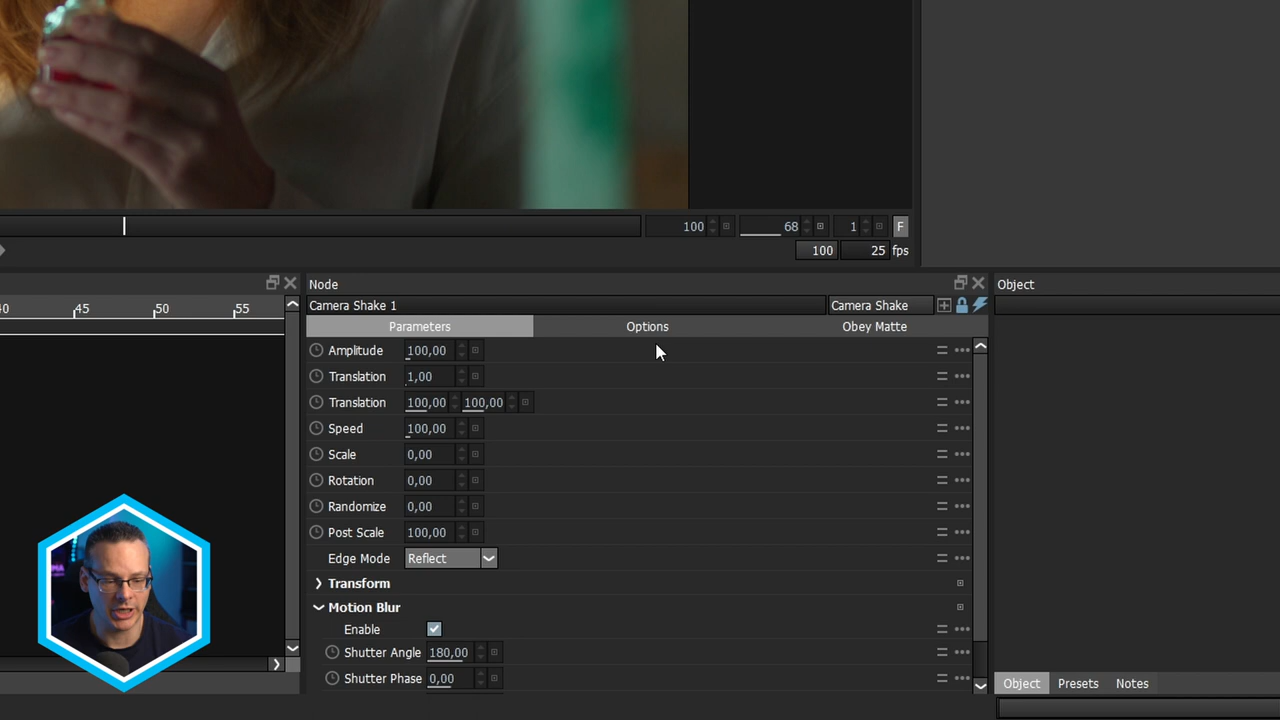 100 68 1 F
100 25 fps
Node
Object
40 45 50 55
Camera Shake 1 Camera Shake
Parameters Options Obey Matte
Amplitude 100,00
Translation 1,00
Translation 100,00 100,00
Speed 100,00
Scale 0,00
Rotation 0,00
Randomize 0,00
Post Scale 100,00
Edge Mode Reflect
Transform
Motion Blur
Enable
Shutter Angle 180,00
Shutter Phase 0,00
Object Presets Notes